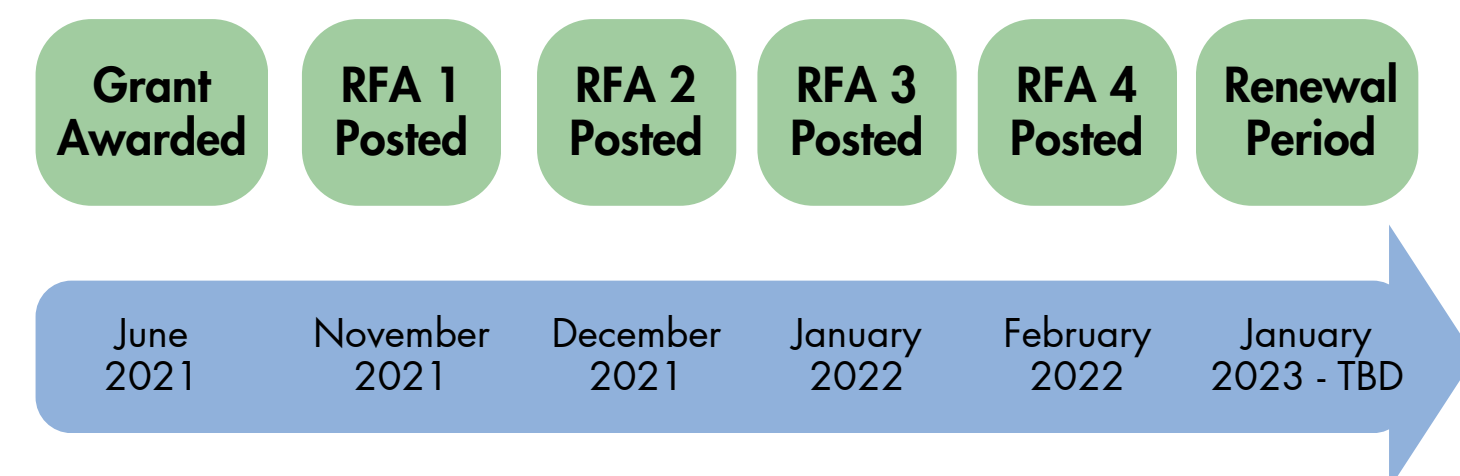 Grant
Awarded
RFA 1
Posted
RFA 2
Posted
RFA 3
Posted
RFA 4
Posted
Renewal
Period
June
2021
November
2021
December
2021
January
2022
February
2022
January
2023 - TBD